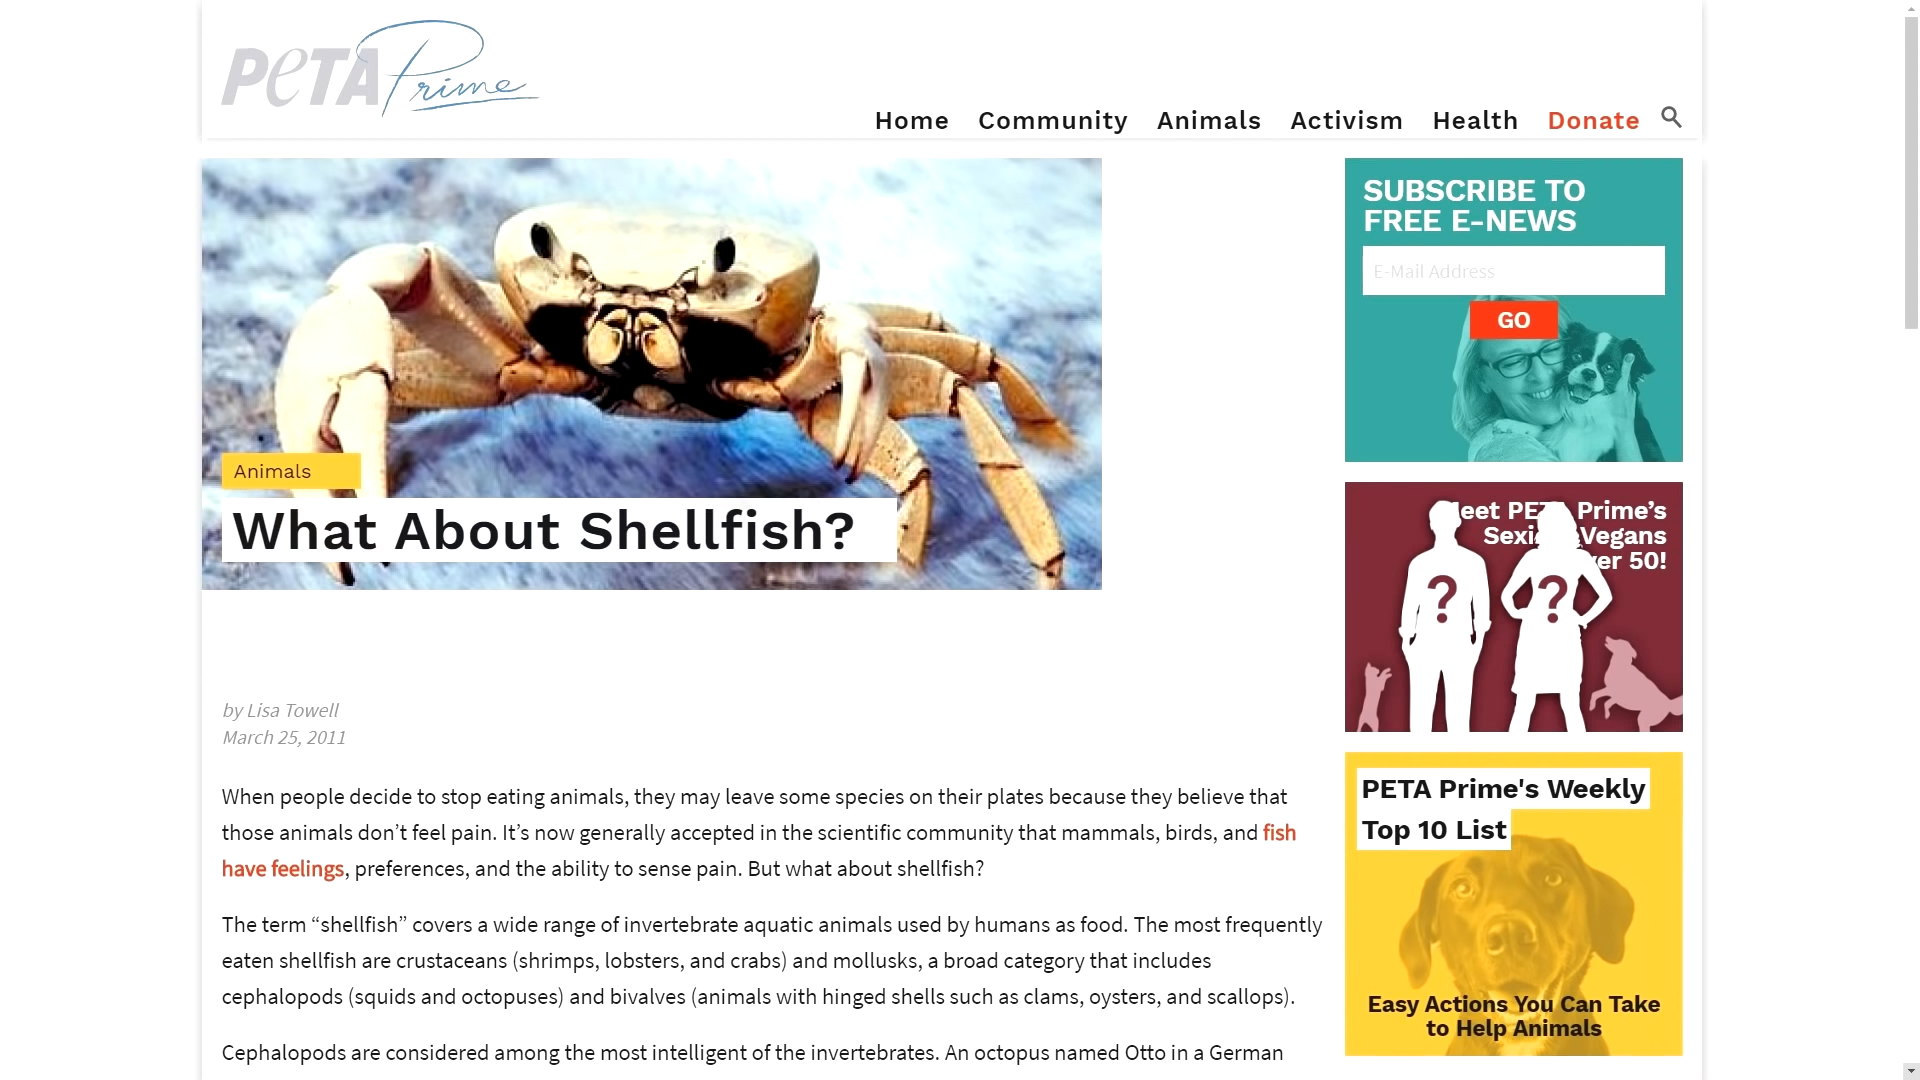 PETA Prime
Home Community Animals Activism Health Donate
Animals
What About Shellfish?
by Lisa Towell
March 25, 2011
When people decide to stop eating animals, they may leave some species on their plates because they believe that
those animals don’t feel pain. It’s now generally accepted in the scientific community that mammals, birds, and fish
have feelings, preferences, and the ability to sense pain. But what about shellfish?
The term “shellfish” covers a wide range of invertebrate aquatic animals used by humans as food. The most frequently
eaten shellfish are crustaceans (shrimps, lobsters, and crabs) and mollusks, a broad category that includes
cephalopods (squids and octopuses) and bivalves (animals with hinged shells such as clams, oysters, and scallops).
Cephalopods are considered among the most intelligent of the invertebrates. An octopus named Otto in a German
SUBSCRIBE TO
FREE E-NEWS
E-Mail Address
GO
Prime’s
Vegans
50!
? ?
PETA Prime's Weekly
Top 10 List
Easy Actions You Can Take
to Help Animals